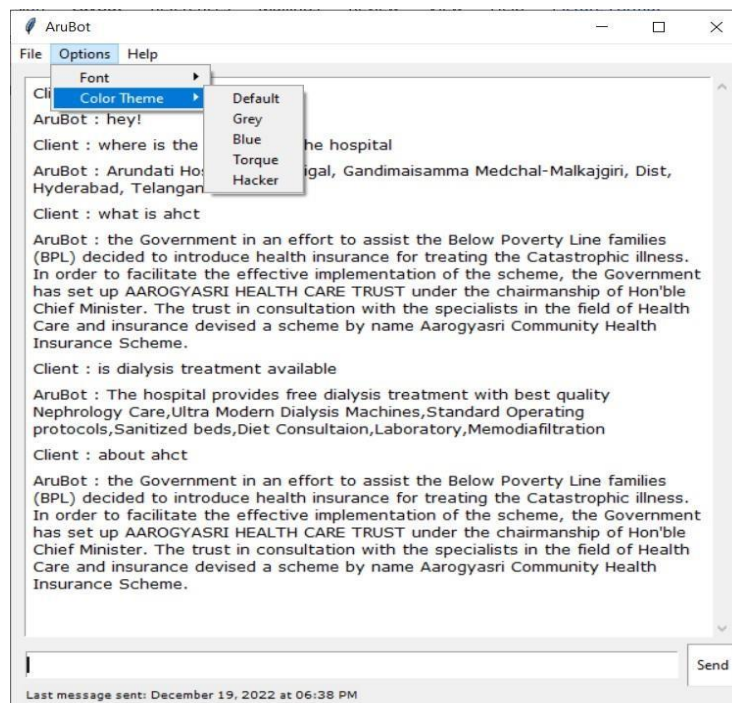 AruBot
File Options Help
Font
Color Theme
Default
Grey
Blue
Torque
Hacker
Cli
AruBot : hey!
Client : where is the he hospital
AruBot : Arundati Hos igal, Gandimaisamma Medchal-Malkajgiri, Dist,
Hyderabad, Telangan
Client : what is ahct
AruBot : the Government in an effort to assist the Below Poverty Line families
(BPL) decided to introduce health insurance for treating the Catastrophic illness.
In order to facilitate the effective implementation of the scheme, the Government
has set up AAROGYASRI HEALTH CARE TRUST under the chairmanship of Hon'ble
Chief Minister. The trust in consultation with the specialists in the field of Health
Care and insurance devised a scheme by name Aarogyasri Community Health
Insurance Scheme.
Client : is dialysis treatment available
AruBot : The hospital provides free dialysis treatment with best quality
Nephrology Care,Ultra Modern Dialysis Machines,Standard Operating
protocols,Sanitized beds,Diet Consultaion,Laboratory,Memodiafiltration
Client : about ahct
AruBot : the Government in an effort to assist the Below Poverty Line families
(BPL) decided to introduce health insurance for treating the Catastrophic illness.
In order to facilitate the effective implementation of the scheme, the Government
has set up AAROGYASRI HEALTH CARE TRUST under the chairmanship of Hon'ble
Chief Minister. The trust in consultation with the specialists in the field of Health
Care and insurance devised a scheme by name Aarogyasri Community Health
Insurance Scheme.
Send
Last message sent: December 19, 2022 at 06:38 PM